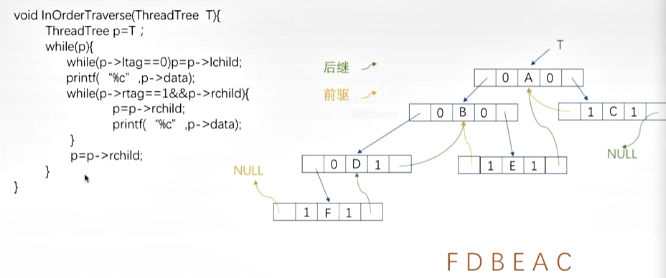 void InOrderTraverse(ThreadTree T){
ThreadTree p=T ;
while(p){
while(p->ltag==0)p=p->lchild;
printf( “%c” ,p->data);
while(p->rtag==1&&p->rchild){
p=p->rchild;
printf( “%c” ,p->data);
}
p=p->rchild;
}
}
后继
前驱
T
0 A 0
0 B 0
1 C 1
NULL
0 D 1
1 E 1
NULL
1 F 1
F D B E A C